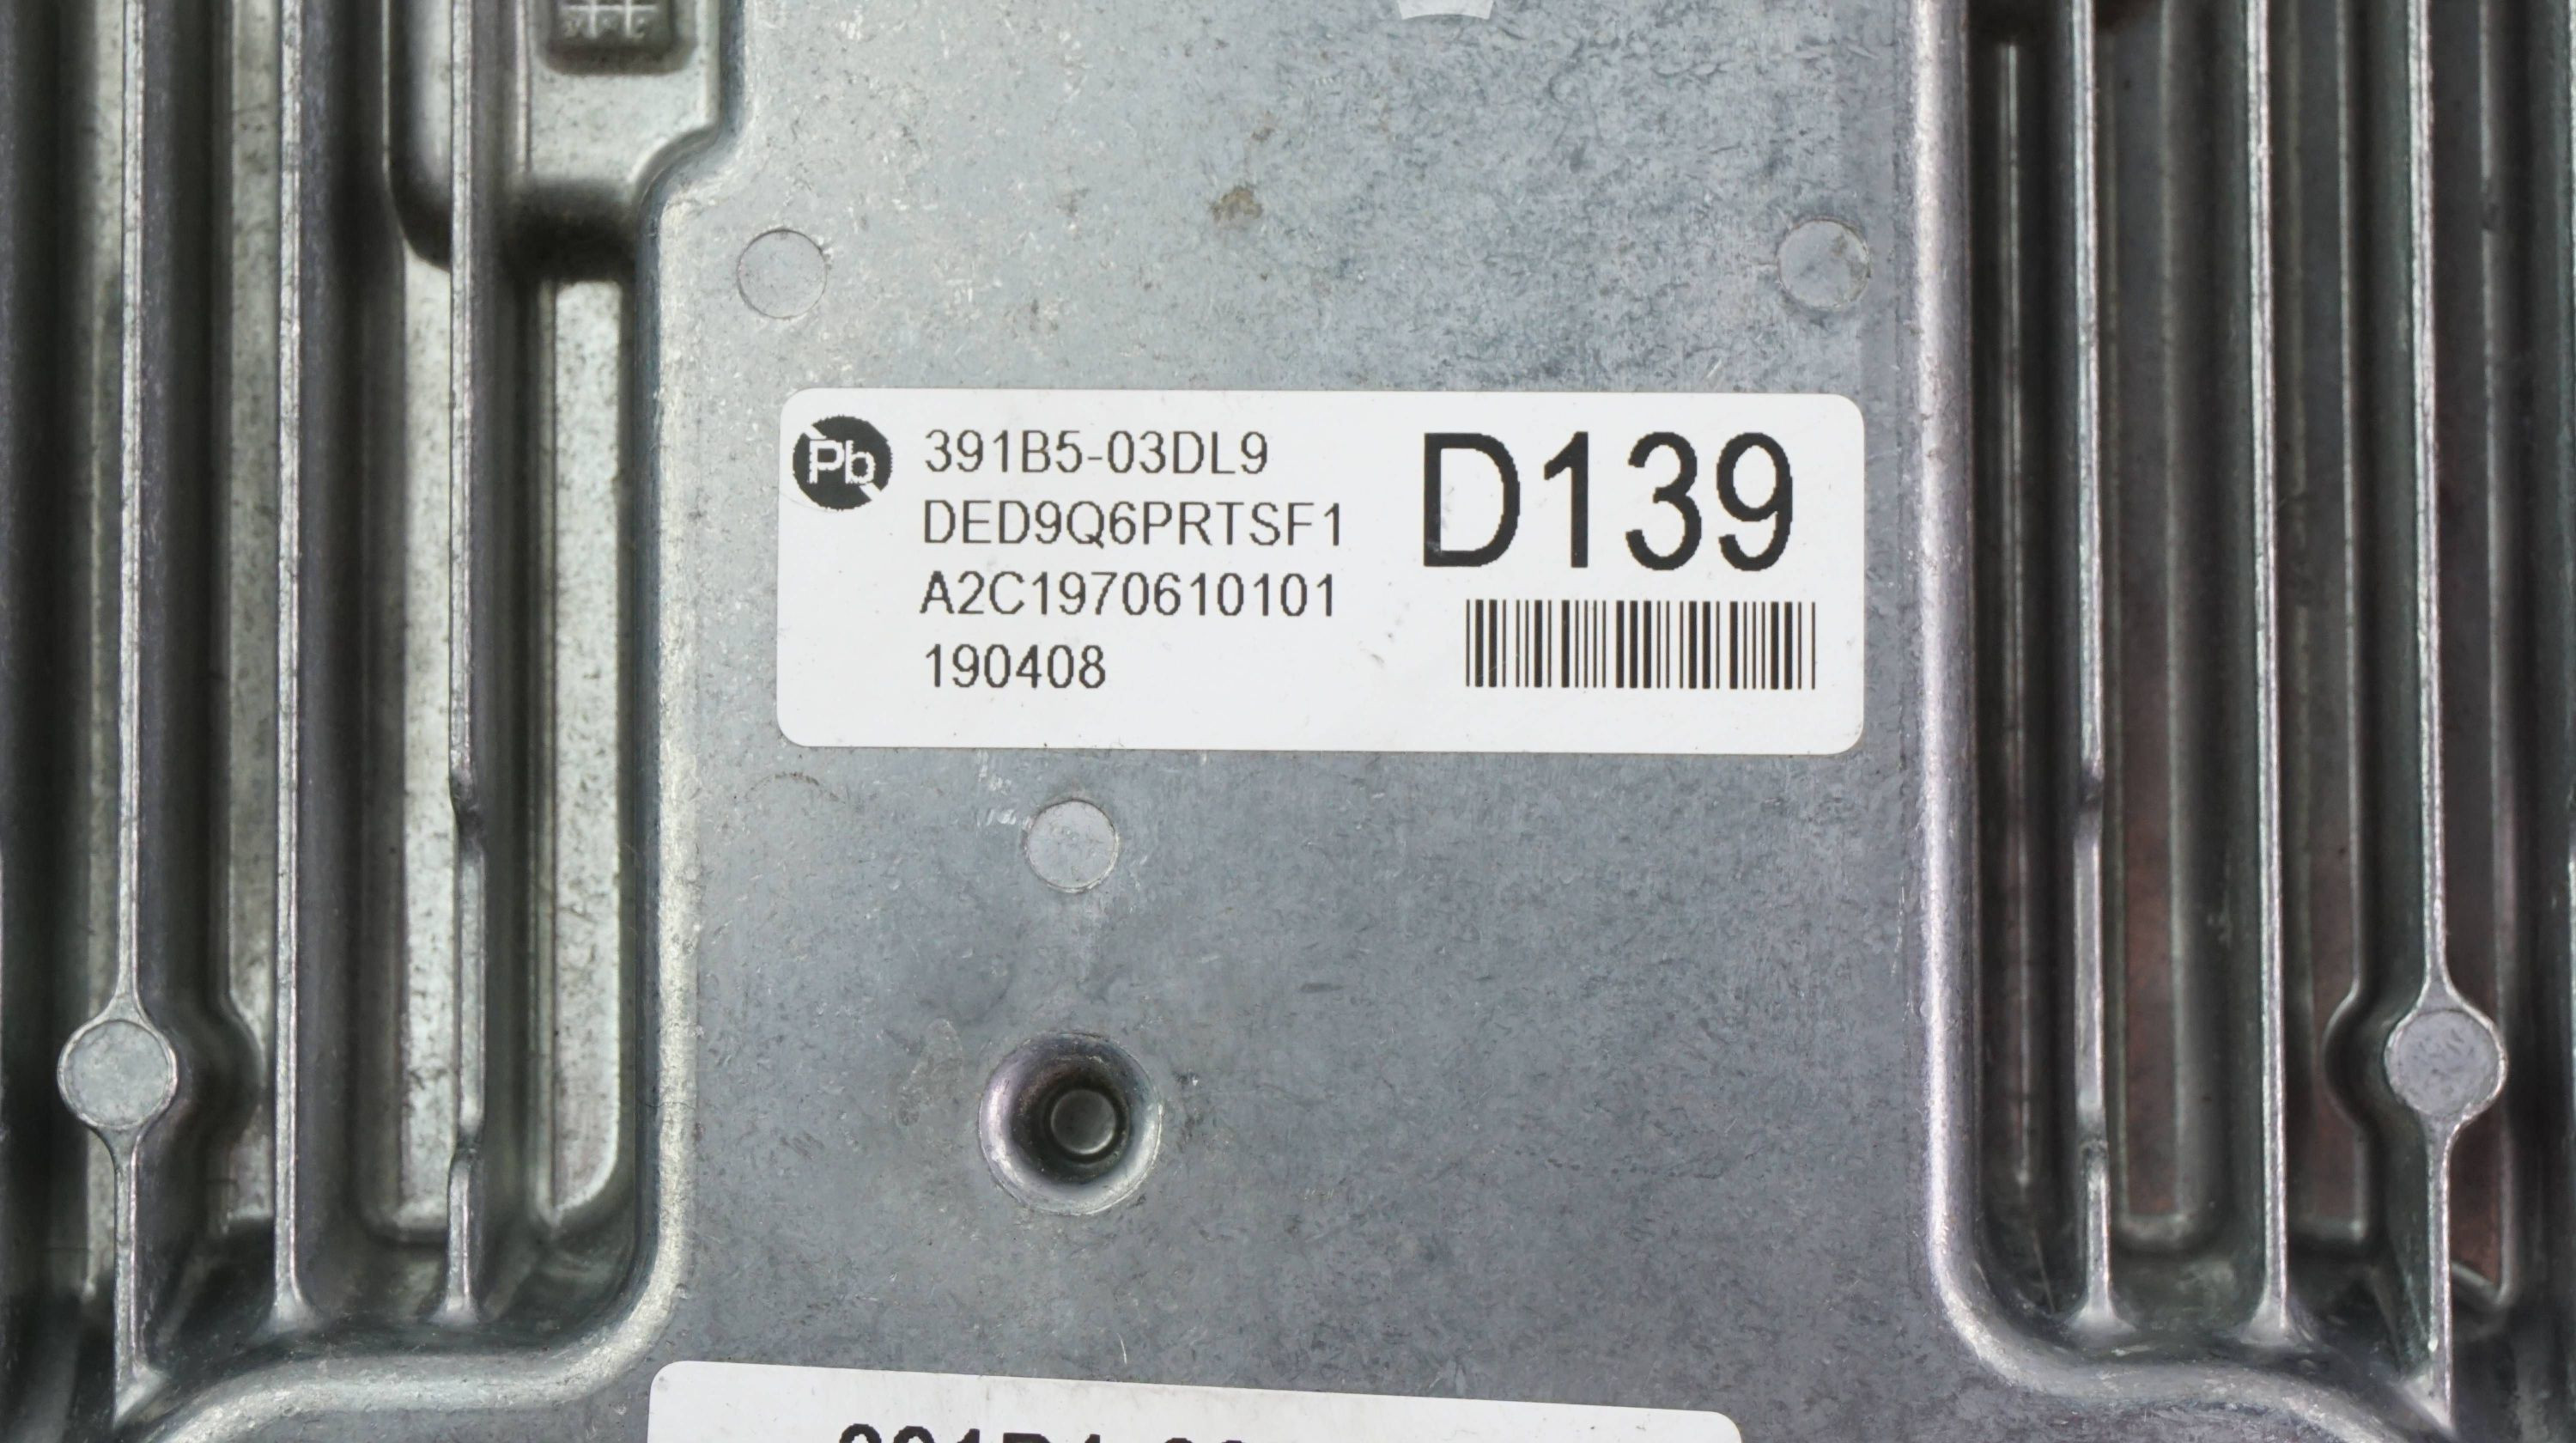 Pb
391B5-03DL9
D139
DED9Q6PRTSF1
A2C1970610101
190408